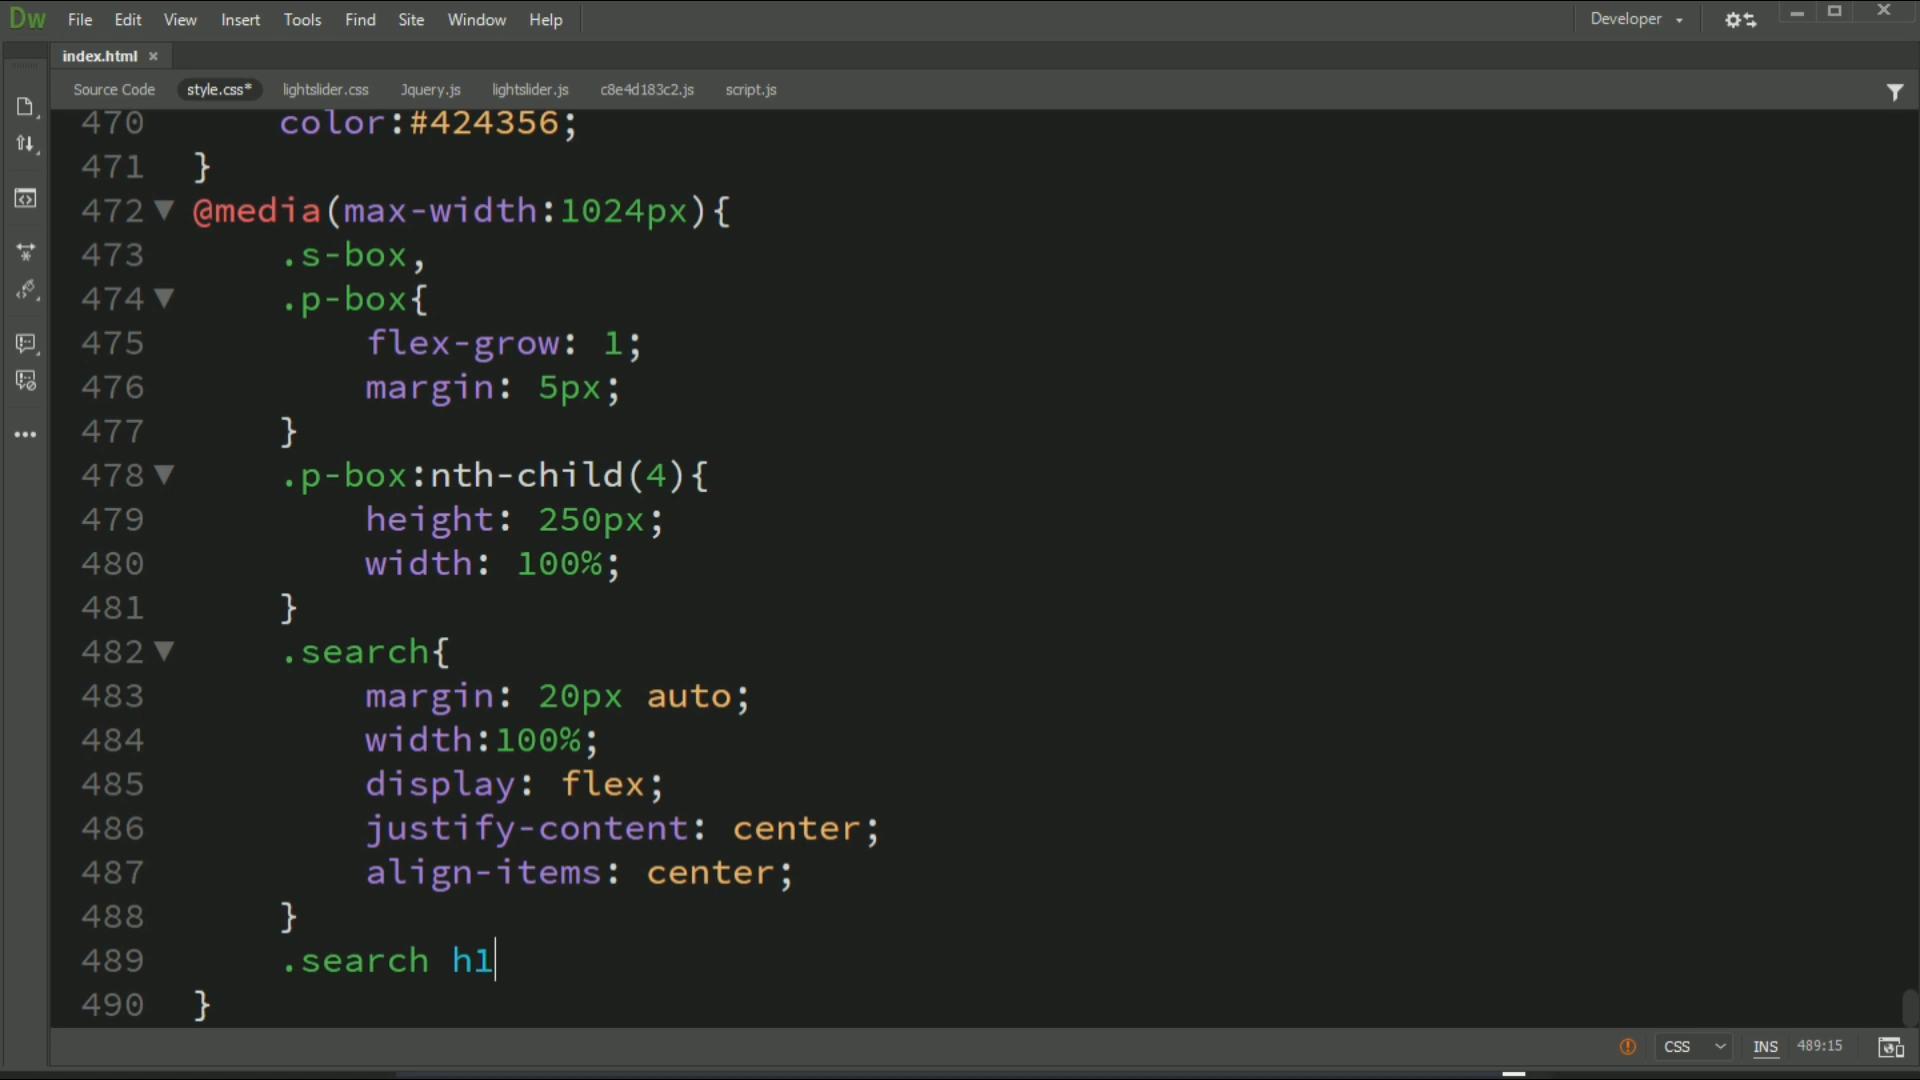 Dw File Edit View Insert Tools Find Site Window Help Developer
index.html ×
Source Code style.css* lightslider.css Jquery.js lightslider.js c8e4d183c2.js script.js
470 color:#424356;
471 }
472 @media(max-width:1024px){
473 .s-box,
474 .p-box{
475 flex-grow: 1;
476 margin: 5px;
477 }
478 .p-box:nth-child(4){
479 height: 250px;
480 width: 100%;
481 }
482 .search{
483 margin: 20px auto;
484 width:100%;
485 display: flex;
486 justify-content: center;
487 align-items: center;
488 }
489 .search h1
490 }
CSS INS 489:15